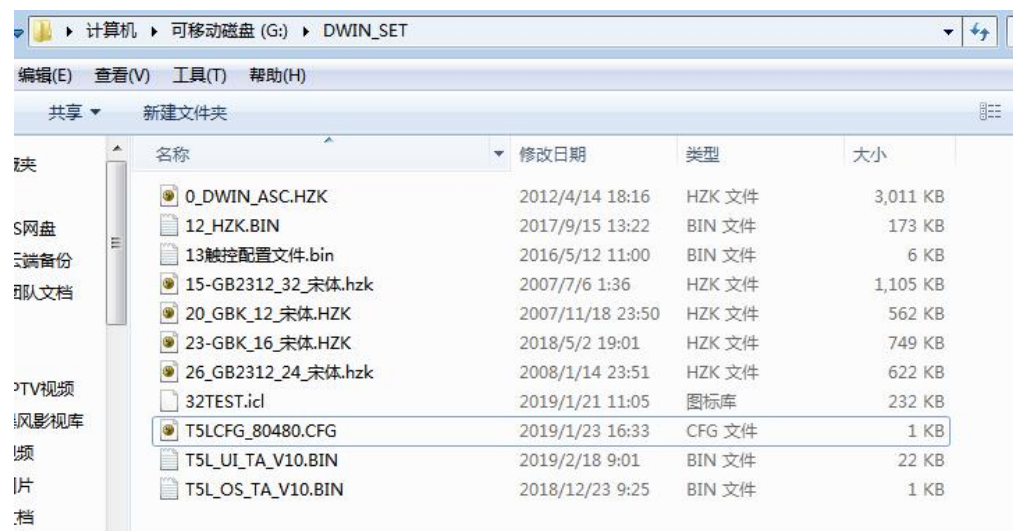 计算机 可移动磁盘 (G:) DWIN_SET
编辑(E) 查看(V) 工具(T) 帮助(H)
共享 新建文件夹
名称 修改日期 类型 大小
0_DWIN_ASC.HZK 2012/4/14 18:16 HZK 文件 3,011 KB
12_HZK.BIN 2017/9/15 13:22 BIN 文件 173 KB
S网盘
13触控配置文件.bin 2016/5/12 11:00 BIN 文件 6 KB
云端备份
15-GB2312_32_宋体.hzk 2007/7/6 1:36 HZK 文件 1,105 KB
团队文档
20_GBK_12_宋体.HZK 2007/11/18 23:50 HZK 文件 562 KB
23-GBK_16_宋体.HZK 2018/5/2 19:01 HZK 文件 749 KB
26_GB2312_24_宋体.hzk 2008/1/14 23:51 HZK 文件 622 KB
PTV视频
32TEST.icl 2019/1/21 11:05 图标库 232 KB
风影视库
T5LCFG_80480.CFG 2019/1/23 16:33 CFG 文件 1 KB
T5L_UI_TA_V10.BIN 2019/2/18 9:01 BIN 文件 22 KB
T5L_OS_TA_V10.BIN 2018/12/23 9:25 BIN 文件 1 KB